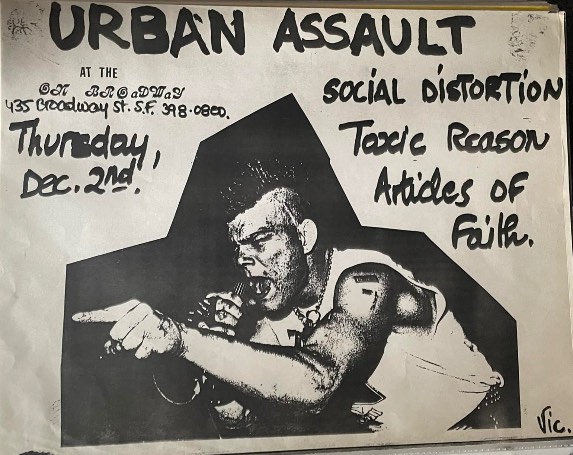 URBAN ASSAULT
AT THE
ON BROADWAY
435 Broadway St. S.F. 398-0800.
Thursday,
Dec. 2nd.
SOCIAL DISTORTION
Toxic Reason
Articles OF
Faith.
Vic.